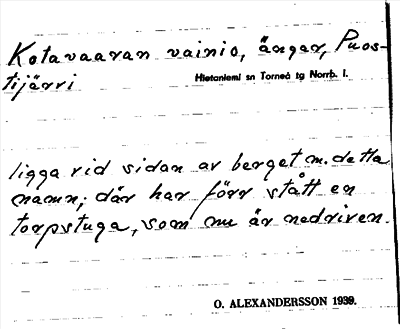 Kotavaaran vainio, ängar, Puos-
tijärri
Hietaniemi sn Torneå tg Norrb. l.
ligga vid sidan av berget m. detta
namn; där har förr stått en
torpstuga, som nu är nedriven.
O. ALEXANDERSSON 1939.